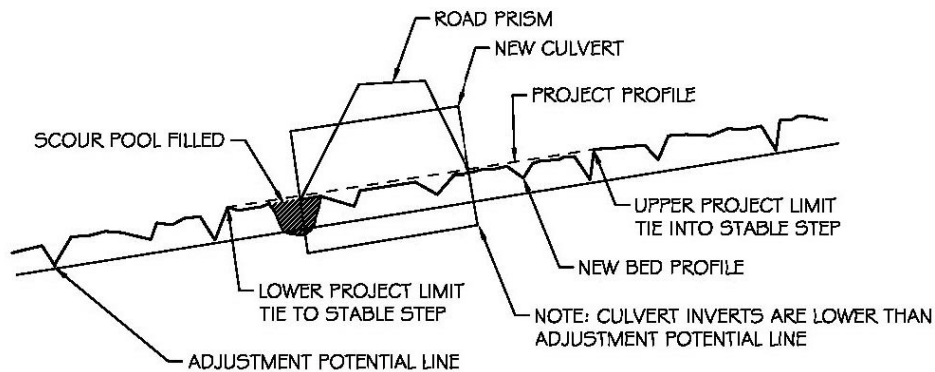 ROAD PRISM
NEW CULVERT
PROJECT PROFILE
SCOUR POOL FILLED
UPPER PROJECT LIMIT
TIE INTO STABLE STEP
NEW BED PROFILE
LOWER PROJECT LIMIT
TIE TO STABLE STEP
NOTE: CULVERT INVERTS ARE LOWER THAN
ADJUSTMENT POTENTIAL LINE
ADJUSTMENT POTENTIAL LINE